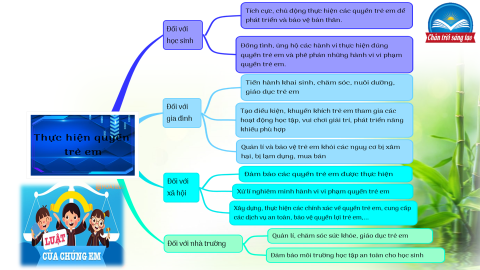 Thực hiện quyền
trẻ em
Đối với
học sinh
Tích cực, chủ động thực hiện các quyền trẻ em để
phát triển và bảo vệ bản thân.
Đồng tình, ủng hộ các hành vi thực hiện đúng
quyền trẻ em và phê phán những hành vi vi phạm
quyền trẻ em.
Đối với
gia đình
Tiến hành khai sinh, chăm sóc, nuôi dưỡng,
giáo dục trẻ em
Tạo điều kiện, khuyến khích trẻ em tham gia các
hoạt động học tập, vui chơi giải trí, phát triển năng
khiếu phù hợp
Quản lí và bảo vệ trẻ em khỏi các nguy cơ bị xâm
hại, bị lạm dụng, mua bán
Đối với
xã hội
Đảm bảo các quyền trẻ em được thực hiện
Xử lí nghiêm minh hành vi vi phạm quyền trẻ em
Xây dựng, thực hiện các chính sác về quyền trẻ em, cung cấp
các dịch vụ an toàn, bảo vệ quyền lợi trẻ em,...
Đối với nhà trường
Quản lí, chăm sóc sức khỏe, giáo dục trẻ em
Đảm bảo môi trường học tập an toàn cho học sinh
Chân trời sáng tạo
LUẬT
CỦA CHÚNG EM